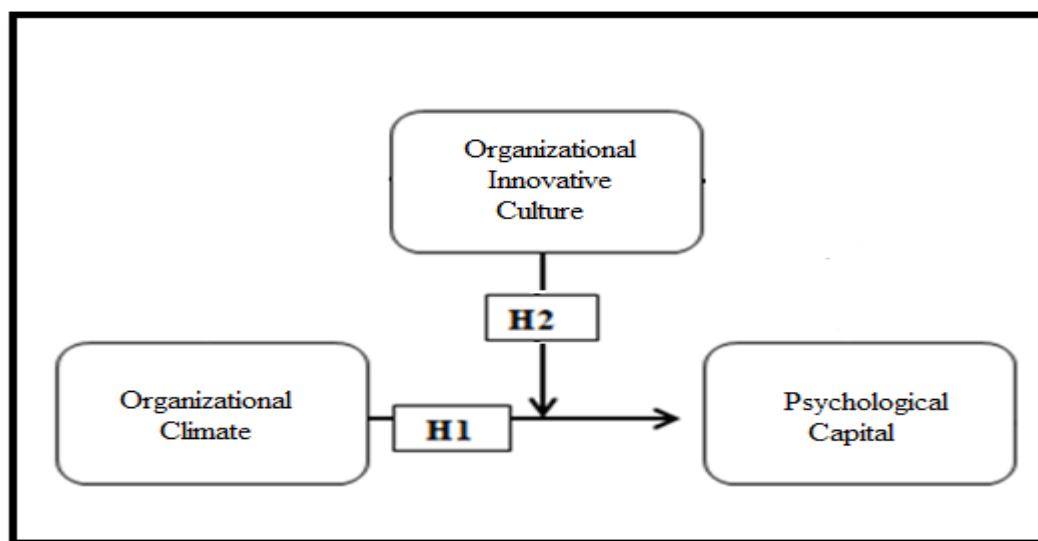 Organizational
Innovative
Culture
H2
Organizational
Climate
H1
Psychological
Capital